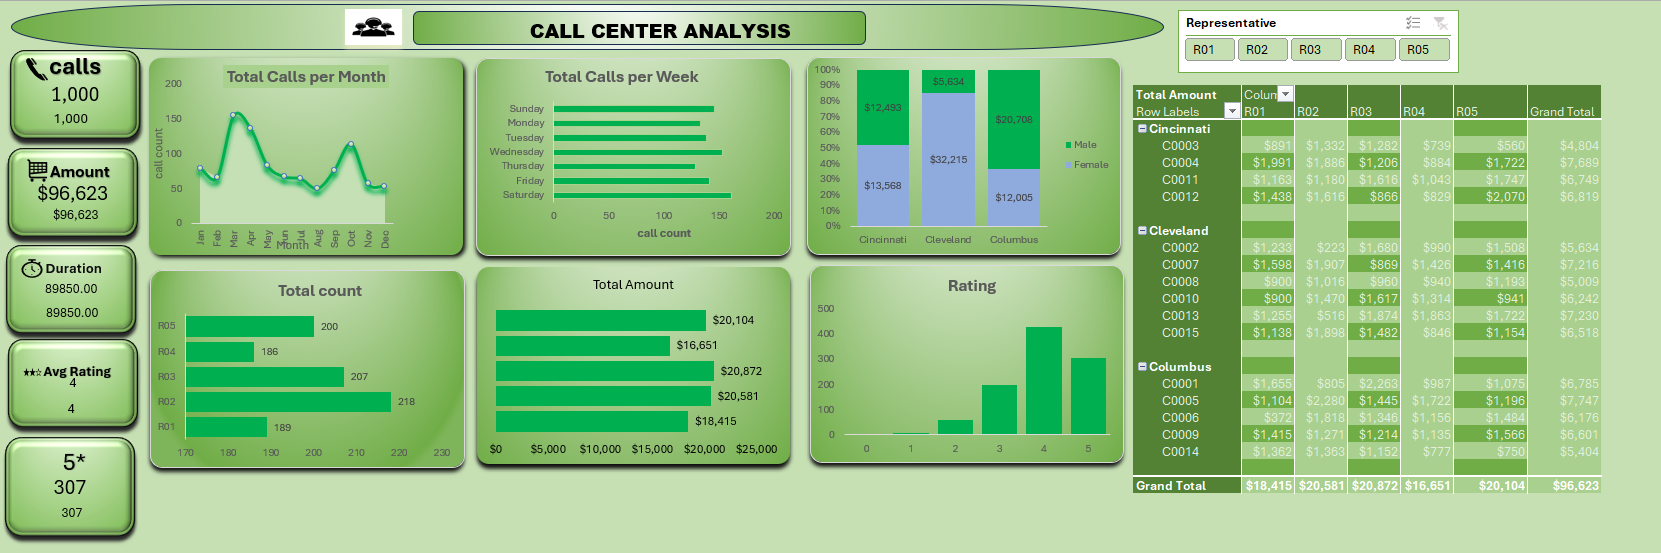 CALL CENTER ANALYSIS
Representative
R01 R02 R03 R04 R05
calls
1,000
1,000
Amount
$96,623
$96,623
Duration
89850.00
89850.00
Avg Rating
4
4
5*
307
307
Total Calls per Month
call count
200
150
100
50
0
Jan Feb Mar Apr May Jun Jul Aug Sep Oct Nov Dec
Month
Total Calls per Week
Sunday
Monday
Tuesday
Wednesday
Thursday
Friday
Saturday
0 50 100 150 200
call count
100%
90%
80%
70%
60%
50%
40%
30%
20%
10%
0%
$12,493 $5,634 $20,708
$13,568 $32,215 $12,005
Cincinnati Cleveland Columbus
Male
Female
Total count
R05 200
R04 186
R03 207
R02 218
R01 189
170 180 190 200 210 220 230
Total Amount
$20,104
$16,651
$20,872
$20,581
$18,415
$0 $5,000 $10,000 $15,000 $20,000 $25,000
Rating
500
400
300
200
100
0
0 1 2 3 4 5
Total Amount Colum
Row Labels R01 R02 R03 R04 R05 Grand Total
Cincinnati
C0003 $891 $1,332 $1,282 $739 $560 $4,804
C0004 $1,991 $1,886 $1,206 $884 $1,722 $7,689
C0011 $1,163 $1,180 $1,616 $1,043 $1,747 $6,749
C0012 $1,438 $1,616 $866 $829 $2,070 $6,819
Cleveland
C0002 $1,233 $223 $1,680 $990 $1,508 $5,634
C0007 $1,598 $1,907 $869 $1,426 $1,416 $7,216
C0008 $900 $1,016 $960 $940 $1,193 $5,009
C0010 $900 $1,470 $1,617 $1,314 $941 $6,242
C0013 $1,255 $516 $1,874 $1,863 $1,722 $7,230
C0015 $1,138 $1,898 $1,482 $846 $1,154 $6,518
Columbus
C0001 $1,655 $805 $2,263 $987 $1,075 $6,785
C0005 $1,104 $2,280 $1,445 $1,722 $1,196 $7,747
C0006 $372 $1,818 $1,346 $1,156 $1,484 $6,176
C0009 $1,415 $1,271 $1,214 $1,135 $1,566 $6,601
C0014 $1,362 $1,363 $1,152 $777 $750 $5,404
Grand Total $18,415 $20,581 $20,872 $16,651 $20,104 $96,623